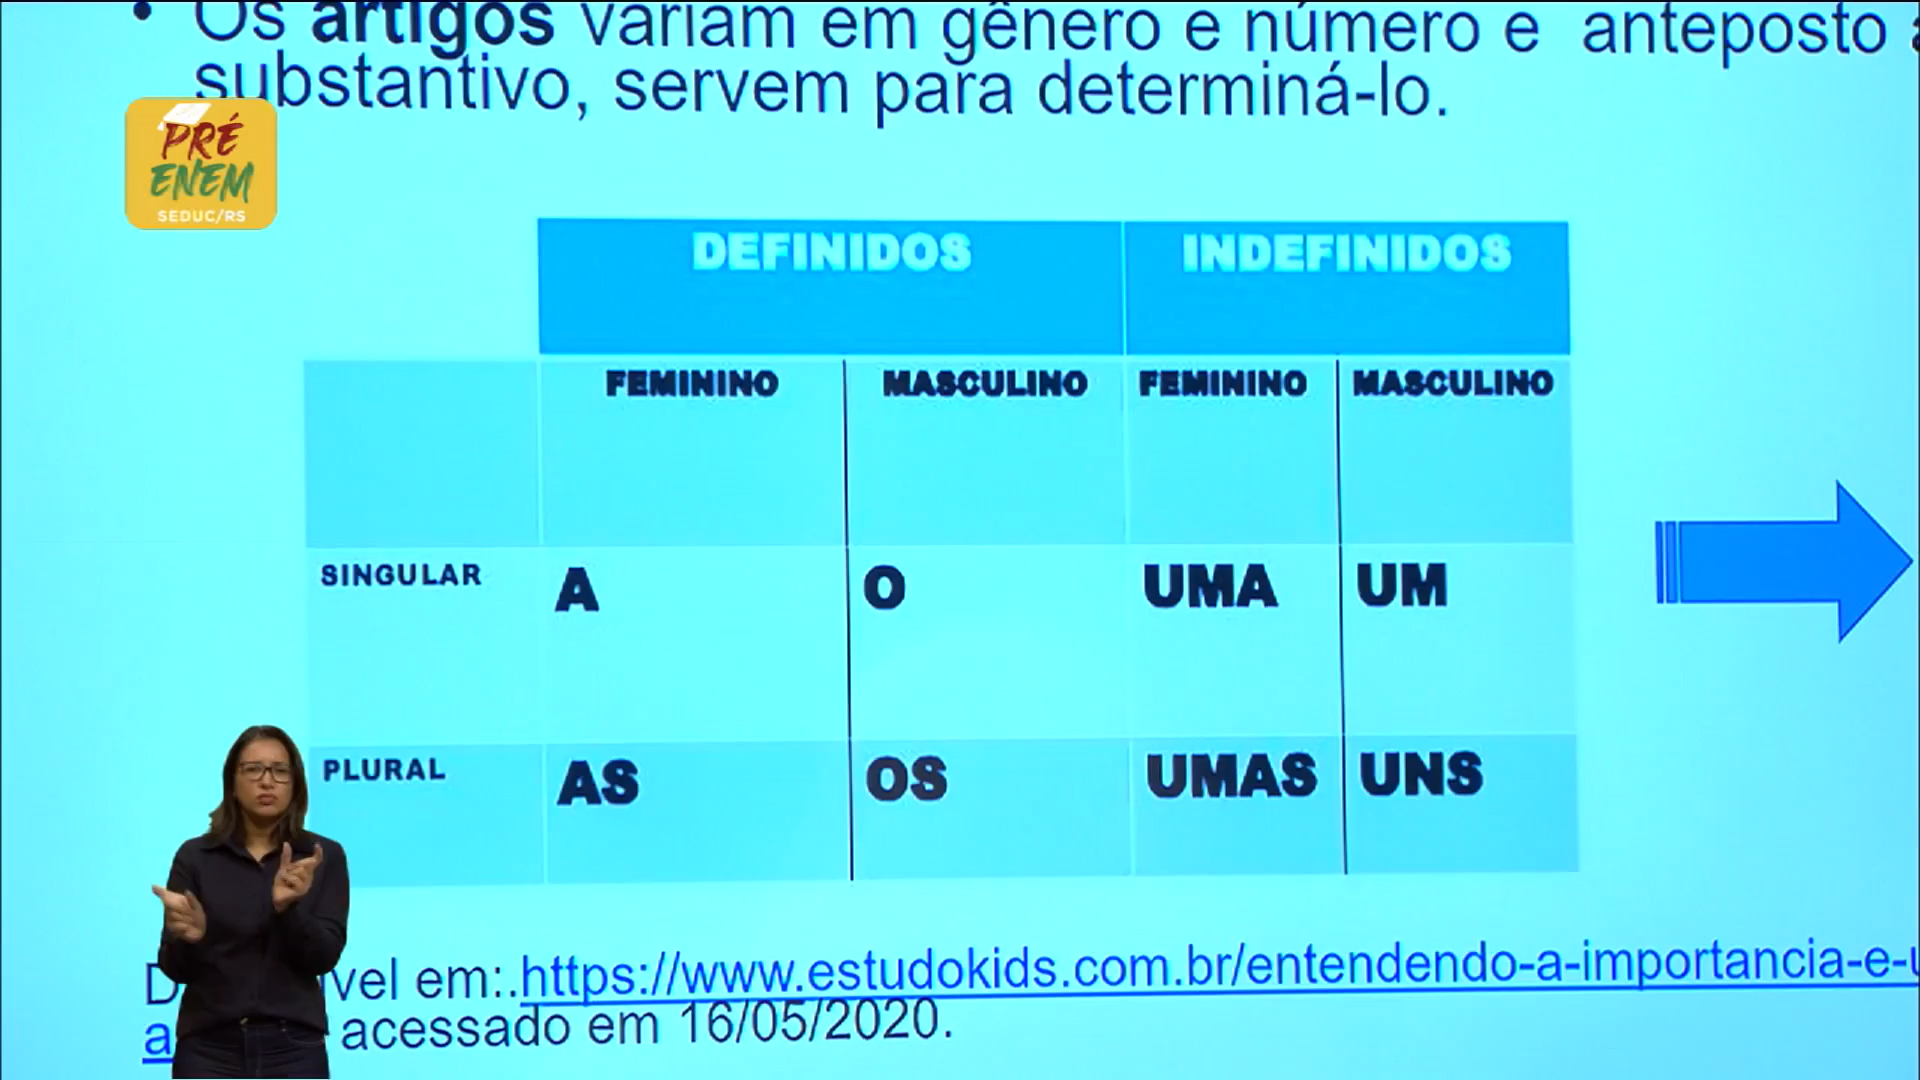 • Os artigos variam em gênero e número e anteposto
substantivo, servem para determiná-lo.
PRÉ
ENEM
SEDUC/RS
DEFINIDOS INDEFINIDOS
FEMININO MASCULINO FEMININO MASCULINO
SINGULAR A O UMA UM
PLURAL AS OS UMAS UNS
vel em:.https://www.estudokids.com.br/entendendo-a-importancia-e-
a acessado em 16/05/2020.